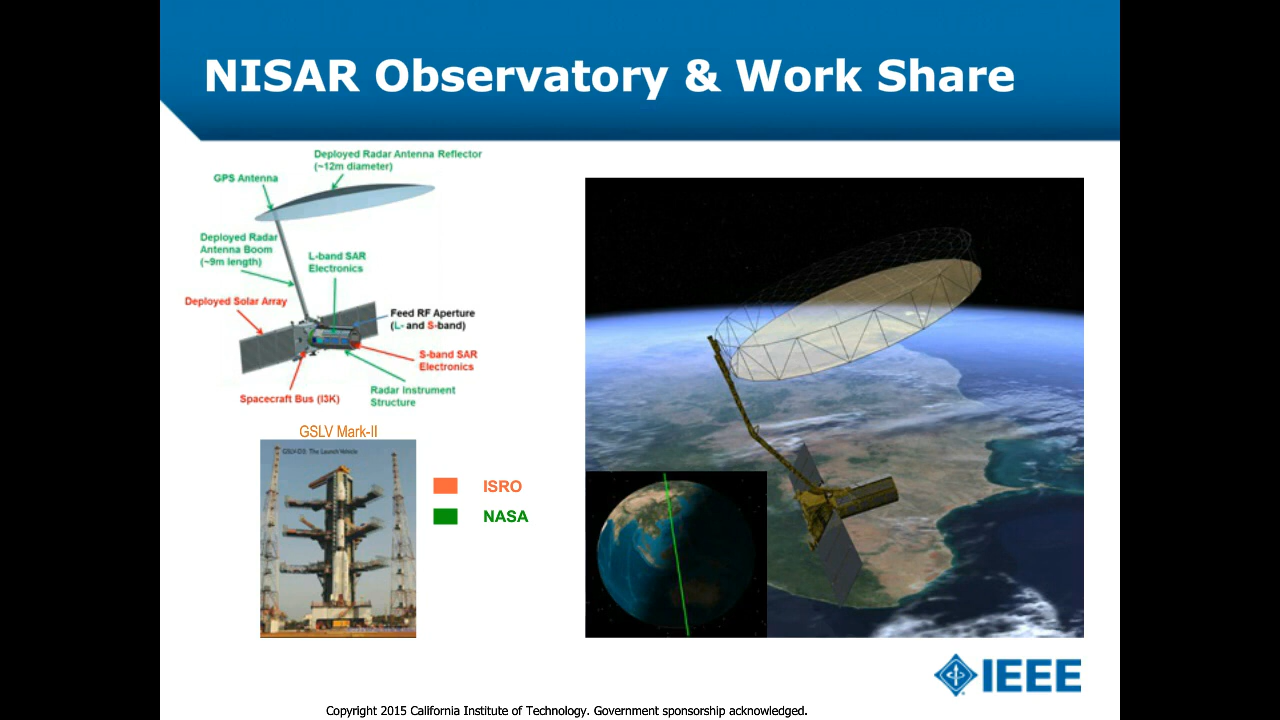 NISAR Observatory & Work Share
Deployed Radar Antenna Reflector
(~12m diameter)
GPS Antenna
Deployed Radar
Antenna Boom
(~9m length)
L-band SAR
Electronics
Deployed Solar Array
Feed RF Aperture
(L- and S-band)
S-band SAR
Electronics
Radar Instrument
Structure
Spacecraft Bus (I3K)
GSLV Mark-II
GSLV-D3: The Launch Vehicle
ISRO
NASA
IEEE
Copyright 2015 California Institute of Technology. Government sponsorship acknowledged.